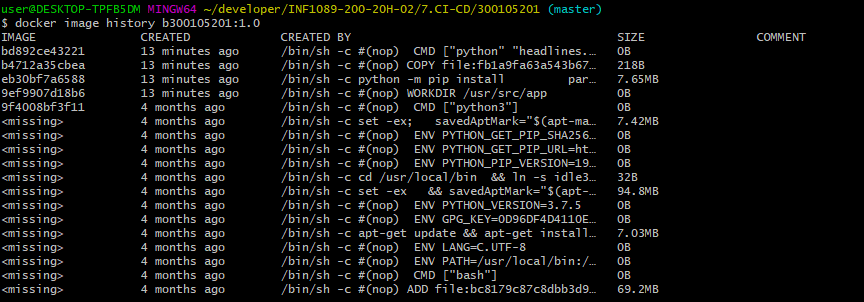 user@DESKTOP-TPFB5DM MINGW64 ~/developer/INF1089-200-20H-02/7.CI-CD/300105201 (master)
$ docker image history b300105201:1.0
IMAGE CREATED CREATED BY SIZE COMMENT
bd892ce43221 13 minutes ago /bin/sh -c #(nop) CMD ["python" "headlines.… 0B
b4712a35cbea 13 minutes ago /bin/sh -c #(nop) COPY file:fb1a9fa63a543b67… 218B
eb30bf7a6588 13 minutes ago /bin/sh -c python -m pip install par… 7.65MB
9ef9907d18b6 13 minutes ago /bin/sh -c #(nop) WORKDIR /usr/src/app 0B
9f4008bf3f11 4 months ago /bin/sh -c #(nop) CMD ["python3"] 0B
<missing> 4 months ago /bin/sh -c set -ex; savedAptMark="$(apt-ma… 7.42MB
<missing> 4 months ago /bin/sh -c #(nop) ENV PYTHON_GET_PIP_SHA256… 0B
<missing> 4 months ago /bin/sh -c #(nop) ENV PYTHON_GET_PIP_URL=ht… 0B
<missing> 4 months ago /bin/sh -c #(nop) ENV PYTHON_PIP_VERSION=19… 0B
<missing> 4 months ago /bin/sh -c cd /usr/local/bin && ln -s idle3… 32B
<missing> 4 months ago /bin/sh -c set -ex && savedAptMark="$(apt-… 94.8MB
<missing> 4 months ago /bin/sh -c #(nop) ENV PYTHON_VERSION=3.7.5 0B
<missing> 4 months ago /bin/sh -c #(nop) ENV GPG_KEY=0D96DF4D4110E… 0B
<missing> 4 months ago /bin/sh -c apt-get update && apt-get install… 7.03MB
<missing> 4 months ago /bin/sh -c #(nop) ENV LANG=C.UTF-8 0B
<missing> 4 months ago /bin/sh -c #(nop) ENV PATH=/usr/local/bin:/… 0B
<missing> 4 months ago /bin/sh -c #(nop) CMD ["bash"] 0B
<missing> 4 months ago /bin/sh -c #(nop) ADD file:bc8179c87c8dbb3d9… 69.2MB